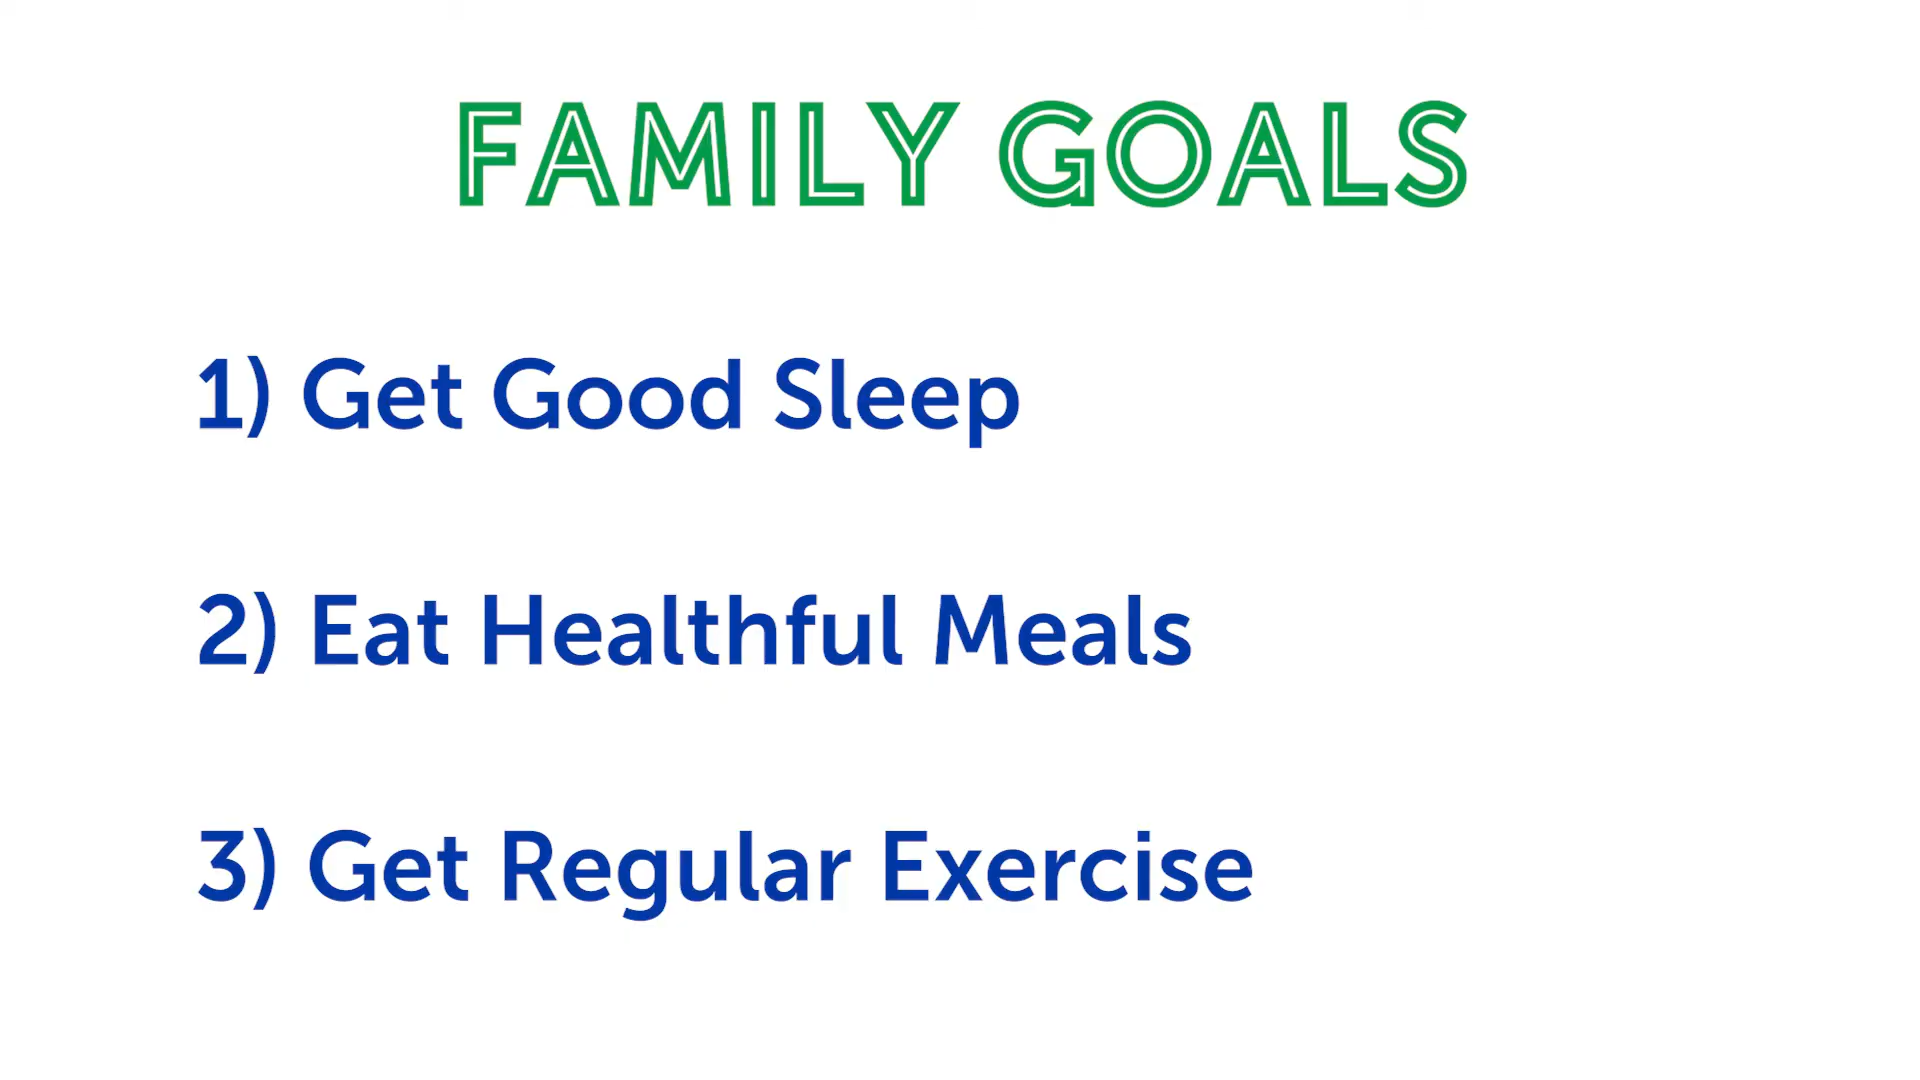 FAMILY GOALS
1) Get Good Sleep
2) Eat Healthful Meals
3) Get Regular Exercise